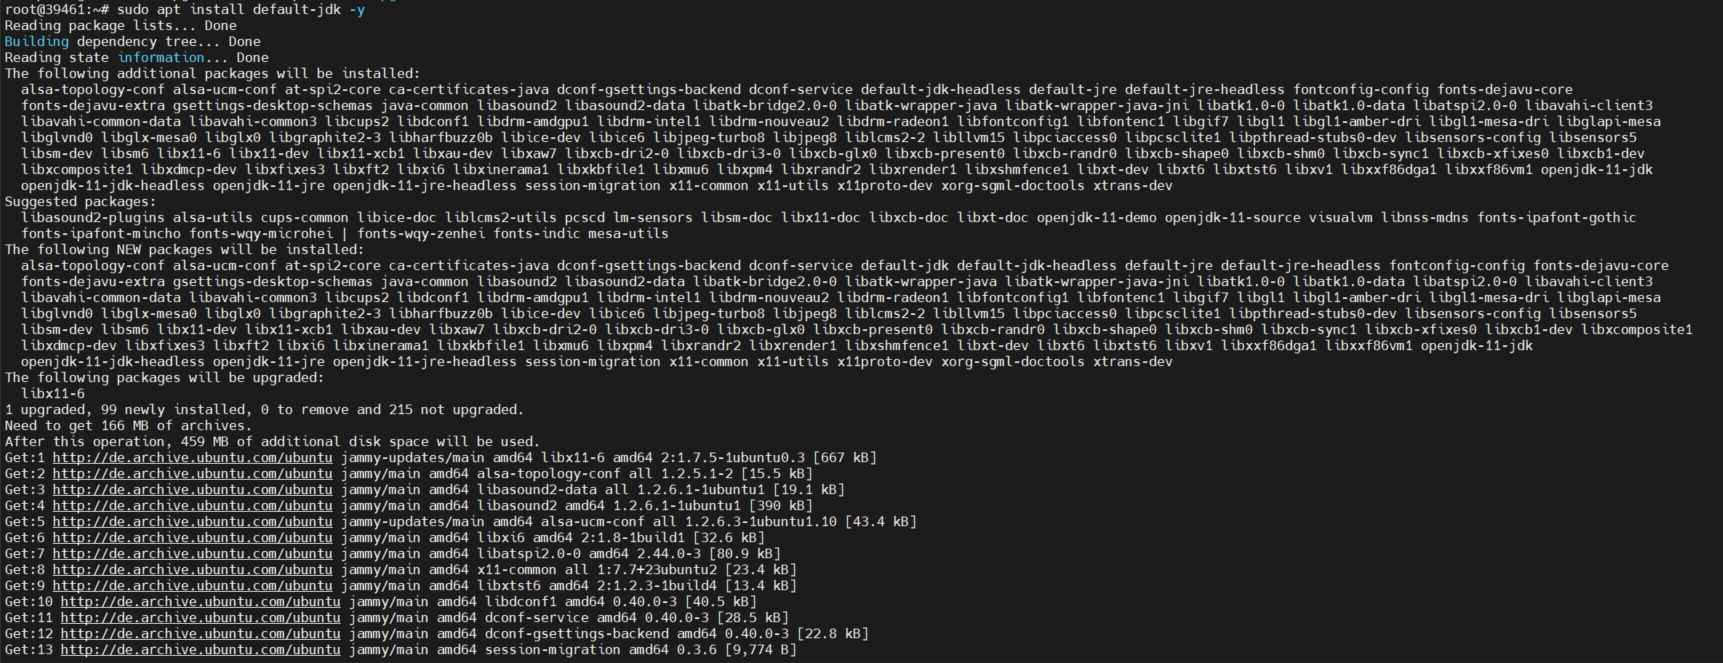 root@39461:~# sudo apt install default-jdk -y
Reading package lists... Done
Building dependency tree... Done
Reading state information... Done
The following additional packages will be installed:
  alsa-topology-conf alsa-ucm-conf at-spi2-core ca-certificates-java dconf-gsettings-backend dconf-service default-jdk-headless default-jre default-jre-headless fontconfig-config fonts-dejavu-core
  fonts-dejavu-extra gsettings-desktop-schemas java-common libasound2 libasound2-data libatk-bridge2.0-0 libatk-wrapper-java libatk-wrapper-java-jni libatk1.0-0 libatk1.0-data libatspi2.0-0 libavahi-client3
  libavahi-common-data libavahi-common3 libcups2 libdconf1 libdrm-amdgpu1 libdrm-intel1 libdrm-nouveau2 libdrm-radeon1 libfontconfig1 libfontenc1 libgif7 libgl1 libgl1-amber-dri libgl1-mesa-dri libglapi-mesa
  libglvnd0 libglx-mesa0 libglx0 libgraphite2-3 libharfbuzz0b libice-dev libice6 libjpeg-turbo8 libjpeg8 liblcms2-2 libllvm15 libpciaccess0 libpcsclite1 libpthread-stubs0-dev libsensors-config libsensors5
  libsm-dev libsm6 libx11-6 libx11-dev libx11-xcb1 libxau-dev libxaw7 libxcb-dri2-0 libxcb-dri3-0 libxcb-glx0 libxcb-present0 libxcb-randr0 libxcb-shape0 libxcb-shm0 libxcb-sync1 libxcb-xfixes0 libxcb1-dev
  libxcomposite1 libxdmcp-dev libxfixes3 libxft2 libxi6 libxinerama1 libxkbfile1 libxmu6 libxpm4 libxrandr2 libxrender1 libxshmfence1 libxt-dev libxt6 libxtst6 libxv1 libxxf86dga1 libxxf86vm1 openjdk-11-jdk
  openjdk-11-jdk-headless openjdk-11-jre openjdk-11-jre-headless session-migration x11-common x11-utils x11proto-dev xorg-sgml-doctools xtrans-dev
Suggested packages:
  libasound2-plugins alsa-utils cups-common libice-doc liblcms2-utils pcscd lm-sensors libsm-doc libx11-doc libxcb-doc libxt-doc openjdk-11-demo openjdk-11-source visualvm libnss-mdns fonts-ipafont-gothic
  fonts-ipafont-mincho fonts-wqy-microhei | fonts-wqy-zenhei fonts-indic mesa-utils
The following NEW packages will be installed:
  alsa-topology-conf alsa-ucm-conf at-spi2-core ca-certificates-java dconf-gsettings-backend dconf-service default-jdk default-jdk-headless default-jre default-jre-headless fontconfig-config fonts-dejavu-core
  fonts-dejavu-extra gsettings-desktop-schemas java-common libasound2 libasound2-data libatk-bridge2.0-0 libatk-wrapper-java libatk-wrapper-java-jni libatk1.0-0 libatk1.0-data libatspi2.0-0 libavahi-client3
  libavahi-common-data libavahi-common3 libcups2 libdconf1 libdrm-amdgpu1 libdrm-intel1 libdrm-nouveau2 libdrm-radeon1 libfontconfig1 libfontenc1 libgif7 libgl1 libgl1-amber-dri libgl1-mesa-dri libglapi-mesa
  libglvnd0 libglx-mesa0 libglx0 libgraphite2-3 libharfbuzz0b libice-dev libice6 libjpeg-turbo8 libjpeg8 liblcms2-2 libllvm15 libpciaccess0 libpcsclite1 libpthread-stubs0-dev libsensors-config libsensors5
  libsm-dev libsm6 libx11-dev libx11-xcb1 libxau-dev libxaw7 libxcb-dri2-0 libxcb-dri3-0 libxcb-glx0 libxcb-present0 libxcb-randr0 libxcb-shape0 libxcb-shm0 libxcb-sync1 libxcb-xfixes0 libxcb1-dev libxcomposite1
  libxdmcp-dev libxfixes3 libxft2 libxi6 libxinerama1 libxkbfile1 libxmu6 libxpm4 libxrandr2 libxrender1 libxshmfence1 libxt-dev libxt6 libxtst6 libxv1 libxxf86dga1 libxxf86vm1 openjdk-11-jdk
  openjdk-11-jdk-headless openjdk-11-jre openjdk-11-jre-headless session-migration x11-common x11-utils x11proto-dev xorg-sgml-doctools xtrans-dev
The following packages will be upgraded:
  libx11-6
1 upgraded, 99 newly installed, 0 to remove and 215 not upgraded.
Need to get 166 MB of archives.
After this operation, 459 MB of additional disk space will be used.
Get:1 http://de.archive.ubuntu.com/ubuntu jammy-updates/main amd64 libx11-6 amd64 2:1.7.5-1ubuntu0.3 [667 kB]
Get:2 http://de.archive.ubuntu.com/ubuntu jammy/main amd64 alsa-topology-conf all 1.2.5.1-2 [15.5 kB]
Get:3 http://de.archive.ubuntu.com/ubuntu jammy/main amd64 libasound2-data all 1.2.6.1-1ubuntu1 [19.1 kB]
Get:4 http://de.archive.ubuntu.com/ubuntu jammy/main amd64 libasound2 amd64 1.2.6.1-1ubuntu1 [390 kB]
Get:5 http://de.archive.ubuntu.com/ubuntu jammy-updates/main amd64 alsa-ucm-conf all 1.2.6.3-1ubuntu1.10 [43.4 kB]
Get:6 http://de.archive.ubuntu.com/ubuntu jammy/main amd64 libxi6 amd64 2:1.8-1build1 [32.6 kB]
Get:7 http://de.archive.ubuntu.com/ubuntu jammy/main amd64 libatspi2.0-0 amd64 2.44.0-3 [80.9 kB]
Get:8 http://de.archive.ubuntu.com/ubuntu jammy/main amd64 x11-common all 1:7.7+23ubuntu2 [23.4 kB]
Get:9 http://de.archive.ubuntu.com/ubuntu jammy/main amd64 libxtst6 amd64 2:1.2.3-1build4 [13.4 kB]
Get:10 http://de.archive.ubuntu.com/ubuntu jammy/main amd64 libdconf1 amd64 0.40.0-3 [40.5 kB]
Get:11 http://de.archive.ubuntu.com/ubuntu jammy/main amd64 dconf-service amd64 0.40.0-3 [28.5 kB]
Get:12 http://de.archive.ubuntu.com/ubuntu jammy/main amd64 dconf-gsettings-backend amd64 0.40.0-3 [22.8 kB]
Get:13 http://de.archive.ubuntu.com/ubuntu jammy/main amd64 session-migration amd64 0.3.6 [9,774 B]